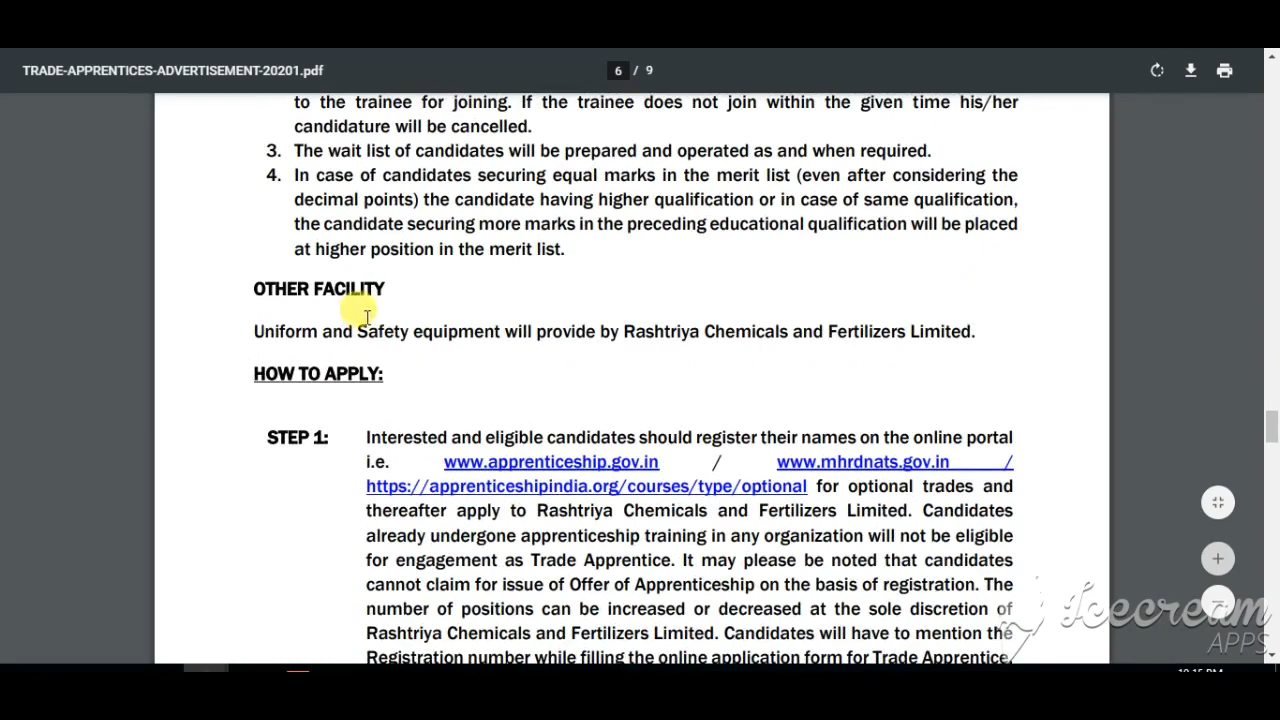 TRADE-APPRENTICES-ADVERTISEMENT-20201.pdf
6 / 9
to the trainee for joining. If the trainee does not join within the given time his/her
candidature will be cancelled.
3. The wait list of candidates will be prepared and operated as and when required.
4. In case of candidates securing equal marks in the merit list (even after considering the
decimal points) the candidate having higher qualification or in case of same qualification,
the candidate securing more marks in the preceding educational qualification will be placed
at higher position in the merit list.
OTHER FACILITY
Uniform and Safety equipment will provide by Rashtriya Chemicals and Fertilizers Limited.
HOW TO APPLY:
STEP 1: Interested and eligible candidates should register their names on the online portal
i.e. www.apprenticeship.gov.in / www.mhrdnats.gov.in /
https://apprenticeshipindia.org/courses/type/optional for optional trades and
thereafter apply to Rashtriya Chemicals and Fertilizers Limited. Candidates
already undergone apprenticeship training in any organization will not be eligible
for engagement as Trade Apprentice. It may please be noted that candidates
cannot claim for issue of Offer of Apprenticeship on the basis of registration. The
number of positions can be increased or decreased at the sole discretion of
Rashtriya Chemicals and Fertilizers Limited. Candidates will have to mention the
Registration number while filling the online application form for Trade Apprentice.
Icecream
APPS